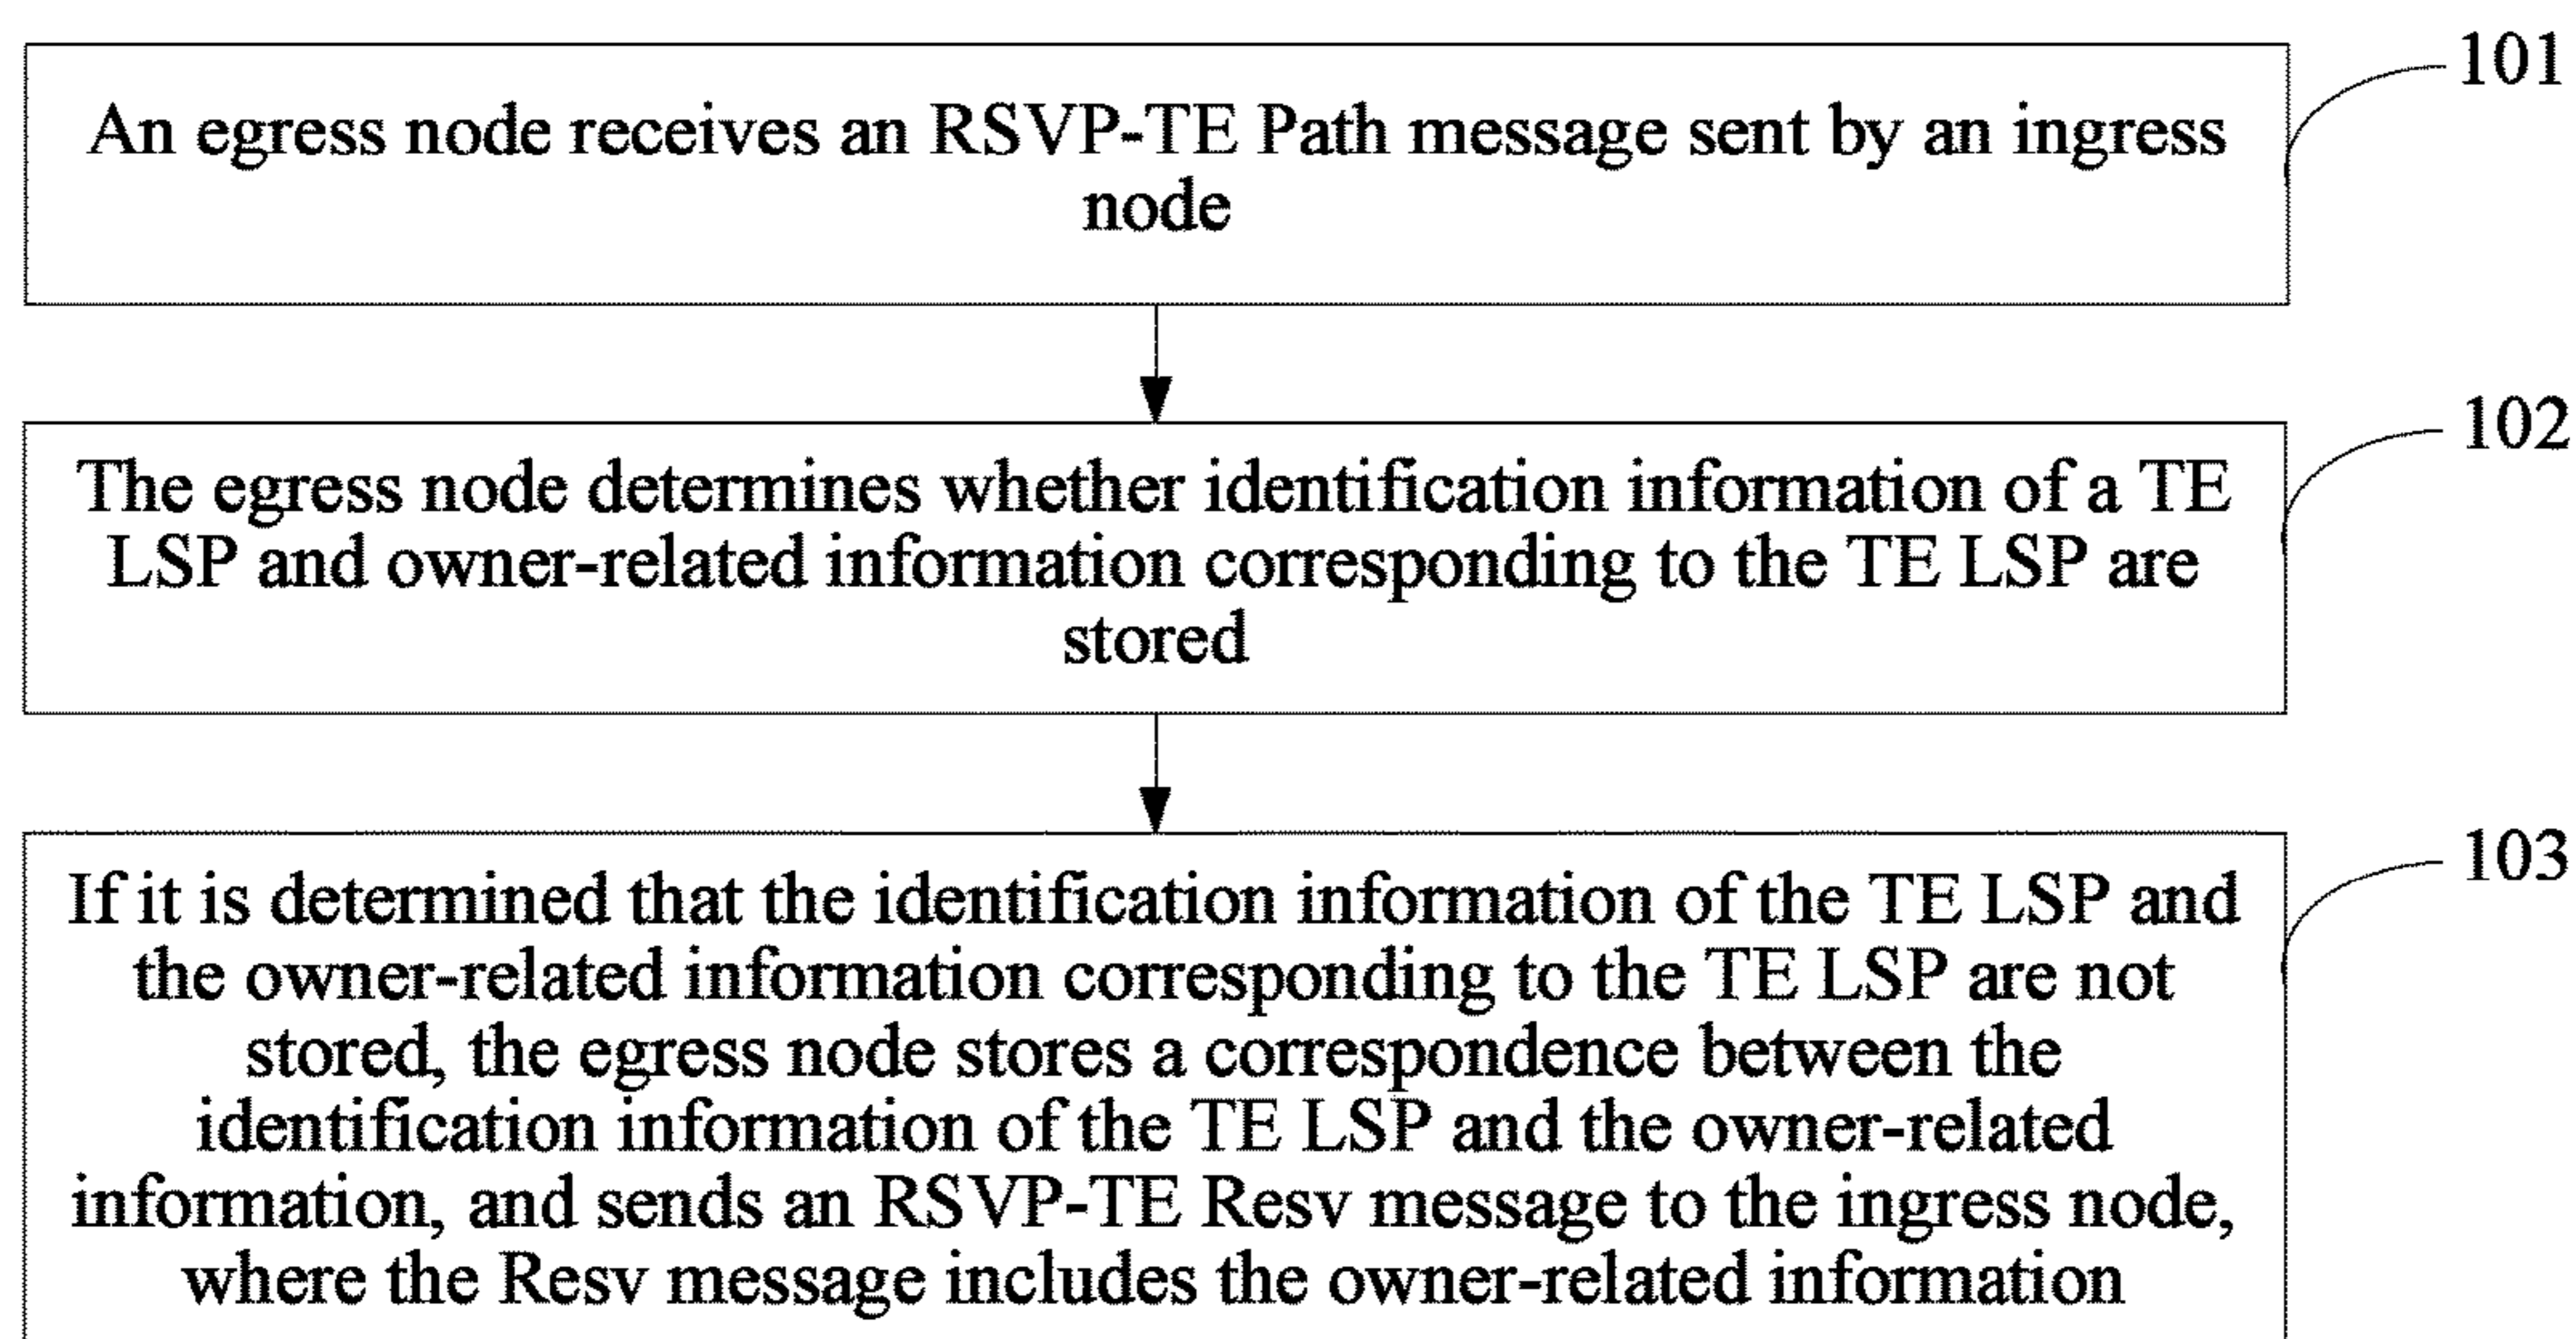 101
An egress node receives an RSVP-TE Path message sent by an ingress
node
102
The egress node determines whether identification information of a TE
LSP and owner-related information corresponding to the TE LSP are
stored
103
If it is determined that the identification information of the TE LSP and
the owner-related information corresponding to the TE LSP are not
stored, the egress node stores a correspondence between the
identification information of the TE LSP and the owner-related
information, and sends an RSVP-TE Resv message to the ingress node,
where the Resv message includes the owner-related information